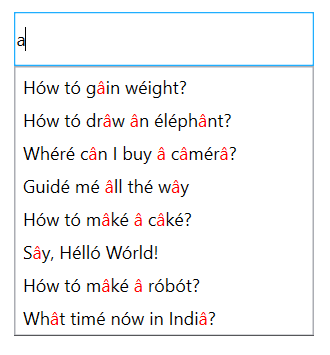 a
Hów tó gâin wéight?
Hów tó drâw ân éléphânt?
Whéré cân I buy â câmérâ?
Guidé mé âll thé wây
Hów tó mâké â câké?
Sây, Hélló Wórld!
Hów tó mâké â róbót?
Whât timé nów in Indiâ?